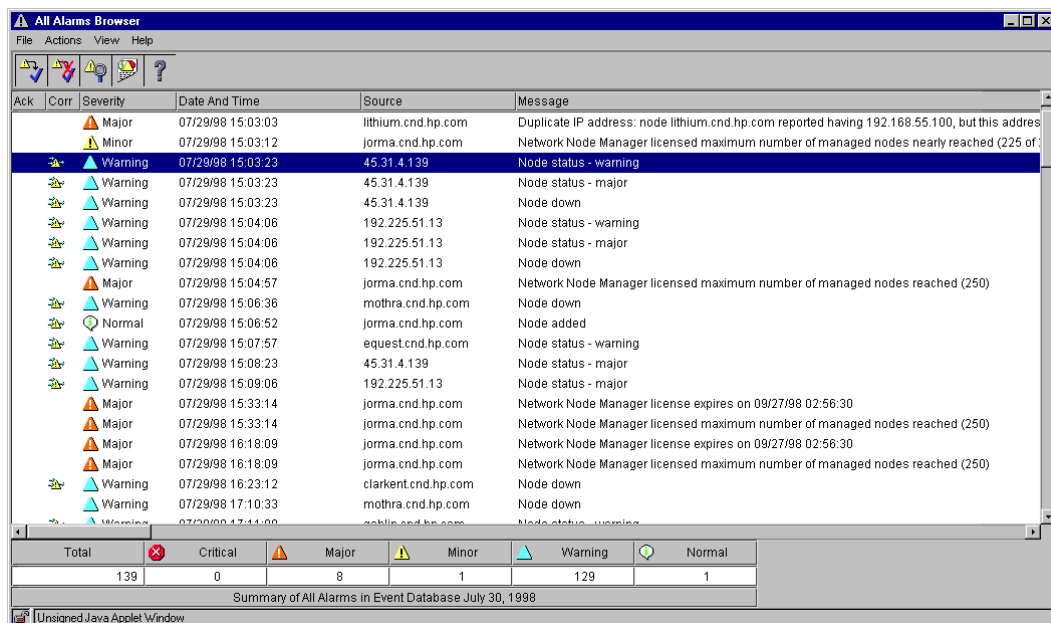 All Alarms Browser
File Actions View Help
Ack Corr Severity Date And Time Source Message
Major 07/29/98 15:03:03 lithium.cnd.hp.com Duplicate IP address: node lithium.cnd.hp.com reported having 192.168.55.100, but this addres
Minor 07/29/98 15:03:12 jorma.cnd.hp.com Network Node Manager licensed maximum number of managed nodes nearly reached (225 of
Warning 07/29/98 15:03:23 45.31.4.139 Node status - warning
Warning 07/29/98 15:03:23 45.31.4.139 Node status - major
Warning 07/29/98 15:03:23 45.31.4.139 Node down
Warning 07/29/98 15:04:06 192.225.51.13 Node status - warning
Warning 07/29/98 15:04:06 192.225.51.13 Node status - major
Warning 07/29/98 15:04:06 192.225.51.13 Node down
Major 07/29/98 15:04:57 jorma.cnd.hp.com Network Node Manager licensed maximum number of managed nodes reached (250)
Warning 07/29/98 15:06:36 mothra.cnd.hp.com Node down
Normal 07/29/98 15:06:52 jorma.cnd.hp.com Node added
Warning 07/29/98 15:07:57 equest.cnd.hp.com Node status - warning
Warning 07/29/98 15:08:23 45.31.4.139 Node status - major
Warning 07/29/98 15:09:06 192.225.51.13 Node status - major
Major 07/29/98 15:33:14 jorma.cnd.hp.com Network Node Manager license expires on 09/27/98 02:56:30
Major 07/29/98 15:33:14 jorma.cnd.hp.com Network Node Manager licensed maximum number of managed nodes reached (250)
Major 07/29/98 16:18:09 jorma.cnd.hp.com Network Node Manager license expires on 09/27/98 02:56:30
Major 07/29/98 16:18:09 jorma.cnd.hp.com Network Node Manager licensed maximum number of managed nodes reached (250)
Warning 07/29/98 16:23:12 clarkent.cnd.hp.com Node down
Warning 07/29/98 17:10:33 mothra.cnd.hp.com Node down
Total Critical Major Minor Warning Normal
139 0 8 1 129 1
Summary of All Alarms in Event Database July 30, 1998
Unsigned Java Applet Window